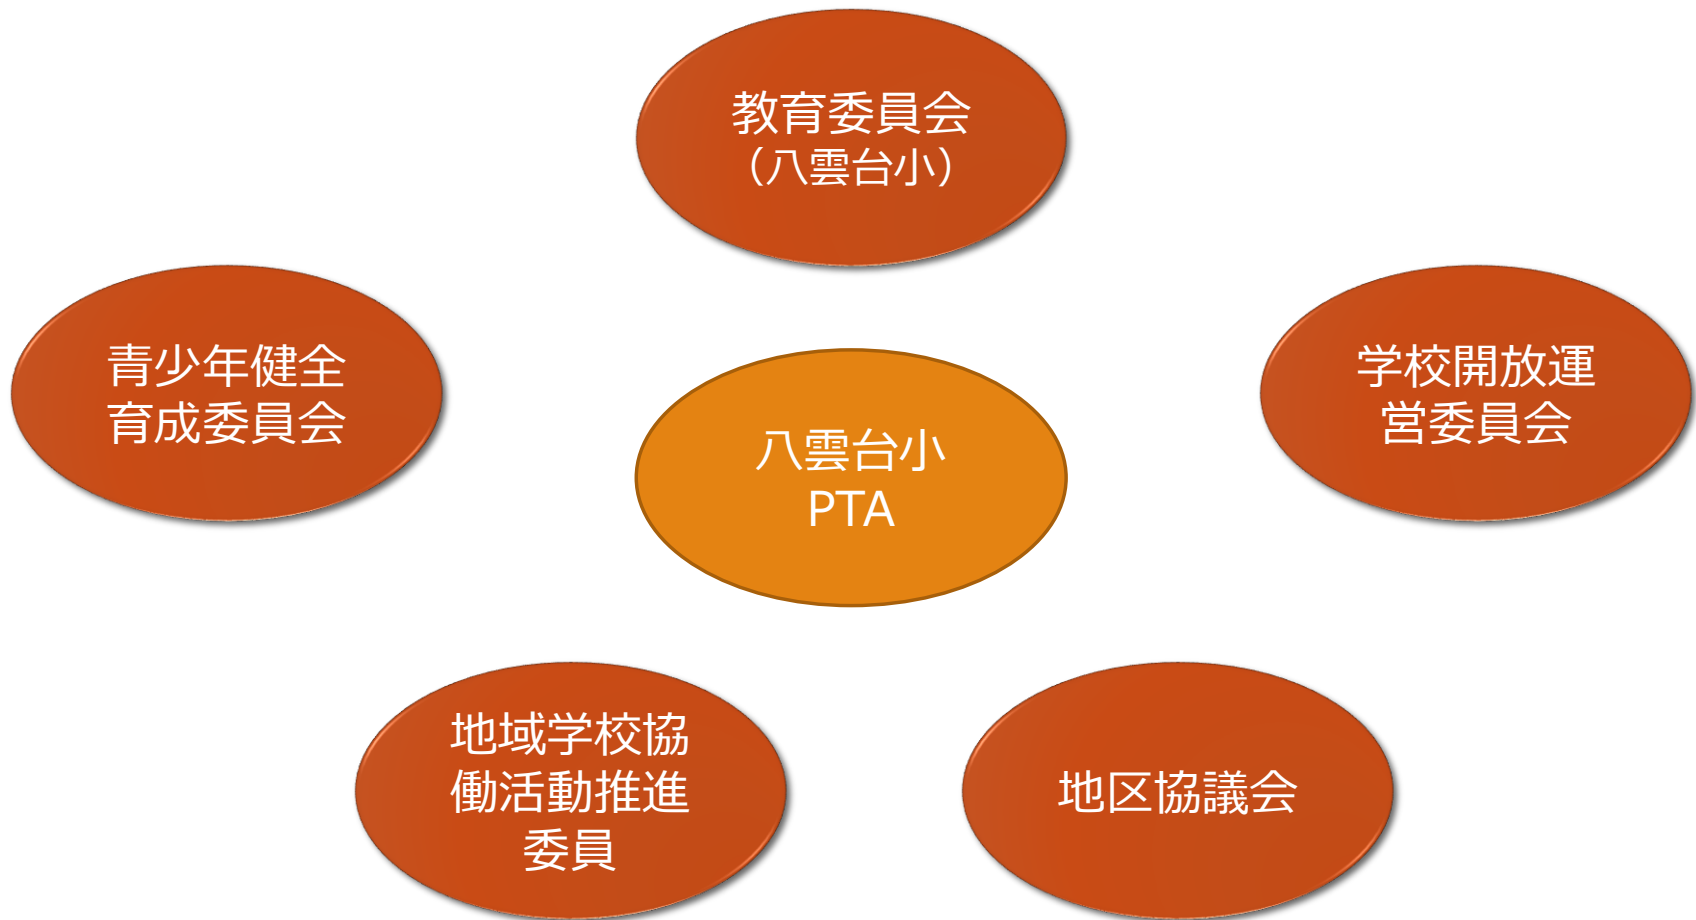 教育委員会
（八雲台小）
青少年健全
育成委員会
学校開放運
営委員会
八雲台小
PTA
地域学校協
働活動推進
委員
地区協議会